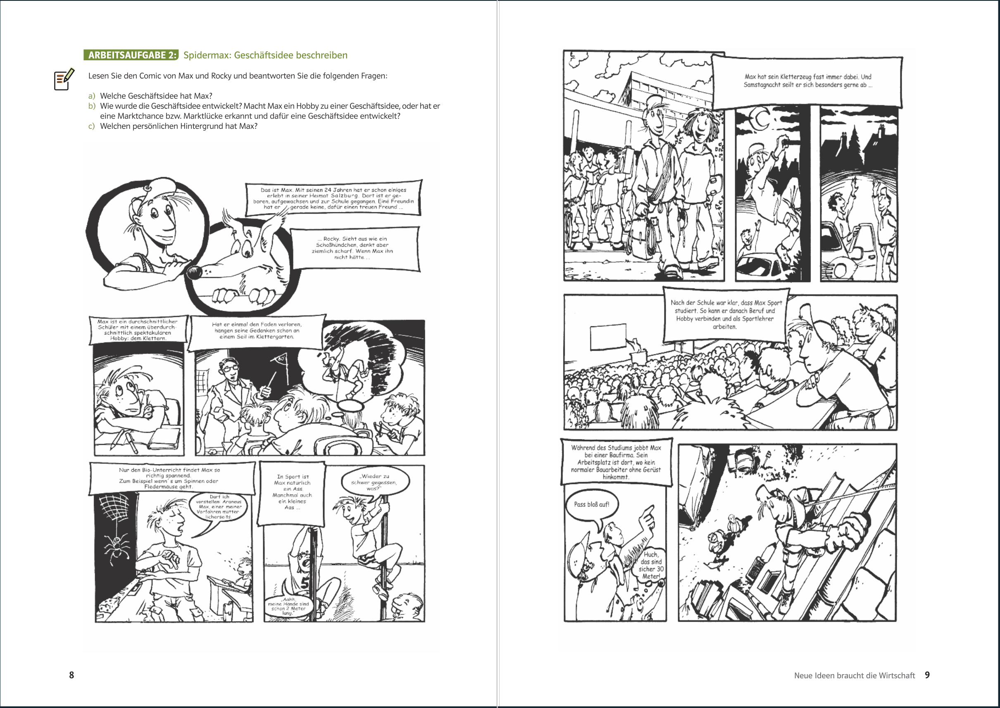 ARBEITSAUFGABE 2: Spidermax: Geschäftsidee beschreiben
Lesen Sie den Comic von Max und Rocky und beantworten Sie die folgenden Fragen:
a) Welche Geschäftsidee hat Max?
b) Wie wurde die Geschäftsidee entwickelt? Macht Max ein Hobby zu einer Geschäftsidee, oder hat er
eine Marktchance bzw. Marktlücke erkannt und dafür eine Geschäftsidee entwickelt?
c) Welchen persönlichen Hintergrund hat Max?
Das ist Max. Mit seinen 24 Jahren hat er schon einiges
erlebt in seiner Heimat Salzburg. Dort ist er ge-
boren, aufgewachsen und zur Schule gegangen. Eine Freundin
hat er gerade keine, dafür einen treuen Freund ...
... Rocky. Sieht aus wie ein
Schoßhündchen, denkt aber
ziemlich scharf. Wenn Max ihn
nicht hätte ...
Max ist ein durchschnittlicher
Schüler mit einem überdurch-
schnittlich spektakulären
Hobby: dem Klettern.
Hat er einmal den Faden verloren,
hängen seine Gedanken schon an
einem Seil im Klettergarten.
60°
Nur den Bio-Unterricht findet Max so
richtig spannend.
Zum Beispiel wenn's um Spinnen oder
Fledermäuse geht.
Darf ich
vorstellen: Araneus
Max, einer meiner
Vorfahren mütter-
licherseits.
In Sport ist
Max natürlich
ein Ass.
Manchmal auch
ein kleines
Aas ...
„Wieder zu
schwer gegessen,
was?"
5
„Aahh,
meine Hände sind
schon 2 Meter
lang."
8
Max hat sein Kletterzeug fast immer dabei. Und
Samstagnacht seilt er sich besonders gerne ab ...
Nach der Schule war klar, dass Max Sport
studiert. So kann er danach Beruf und
Hobby verbinden und als Sportlehrer
arbeiten.
Während des Studiums jobbt Max
bei einer Baufirma. Sein
Arbeitsplatz ist dort, wo kein
normaler Bauarbeiter ohne Gerüst
hinkommt.
Pass bloß auf!
Huch,
das sind
sicher 30
Meter!
Neue Ideen braucht die Wirtschaft 9